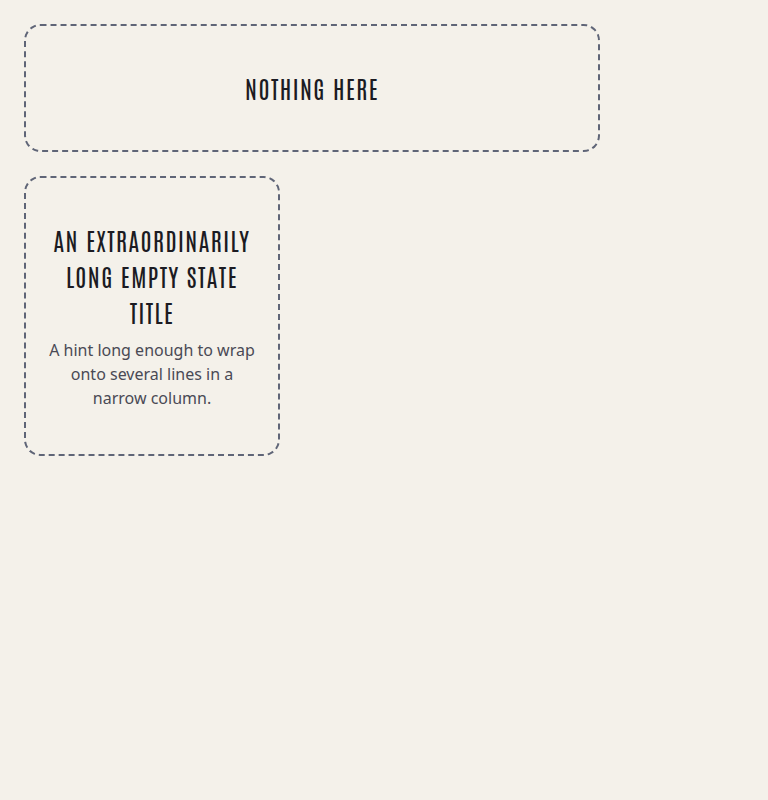 NOTHING HERE
AN EXTRAORDINARILY
LONG EMPTY STATE
TITLE
A hint long enough to wrap
onto several lines in a
narrow column.